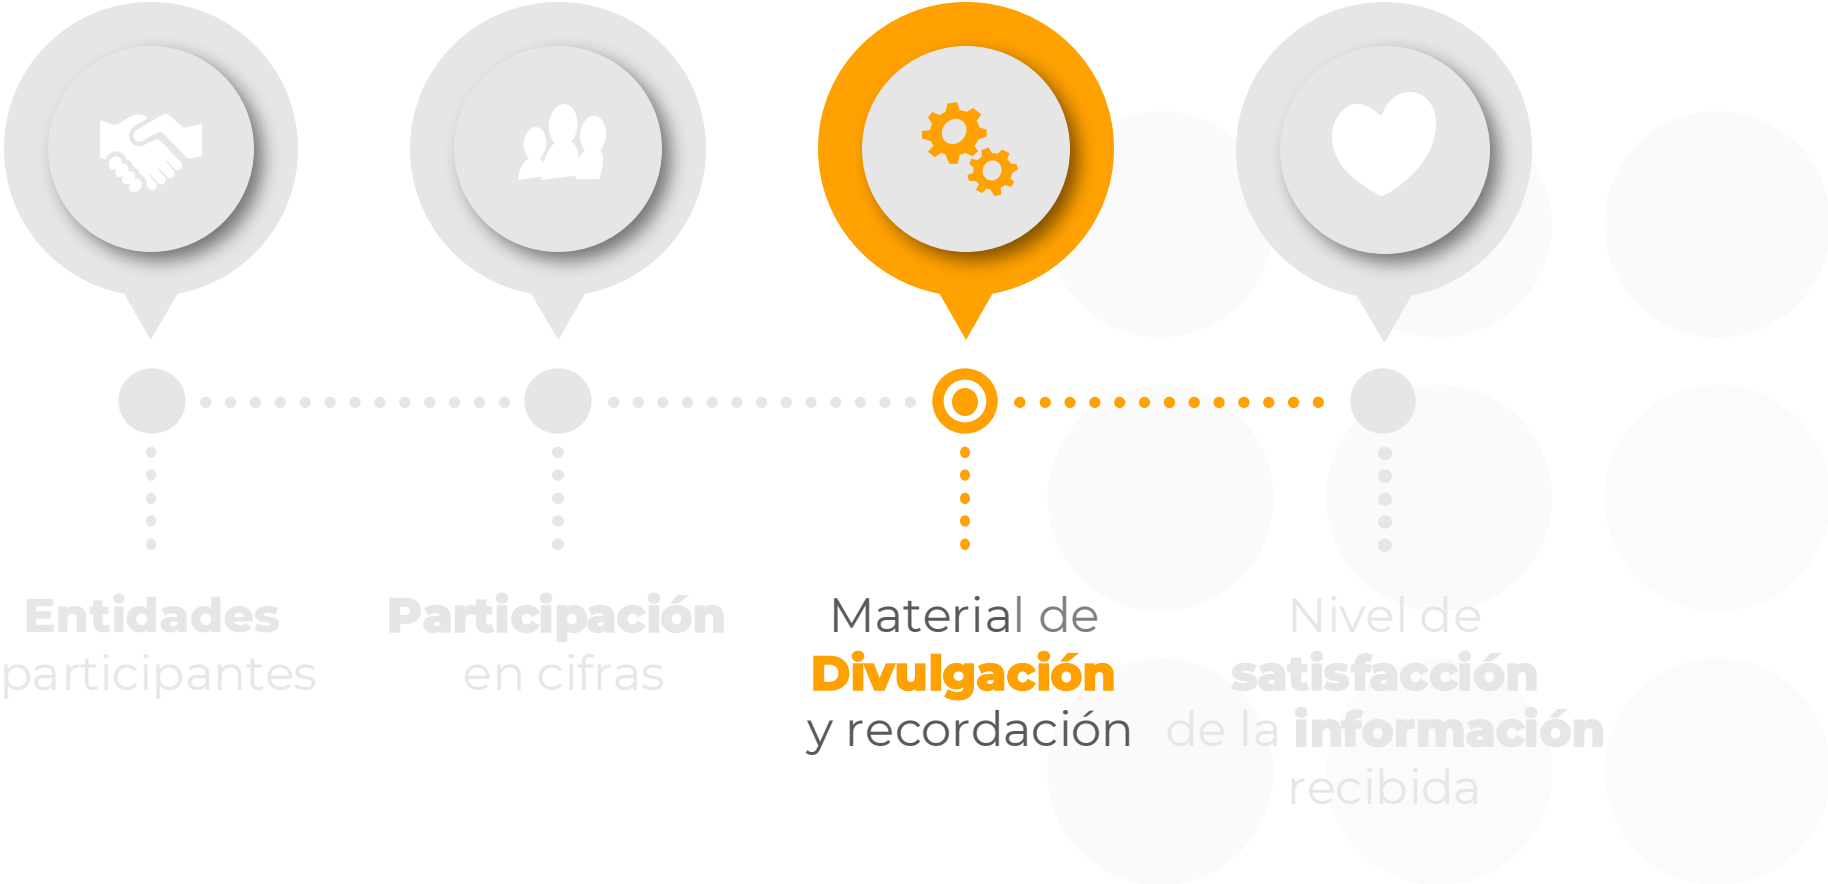 Entidades
participantes
Participación
en cifras
Material de
Divulgación
y recordación
Nivel de
satisfacción
de la información
recibida